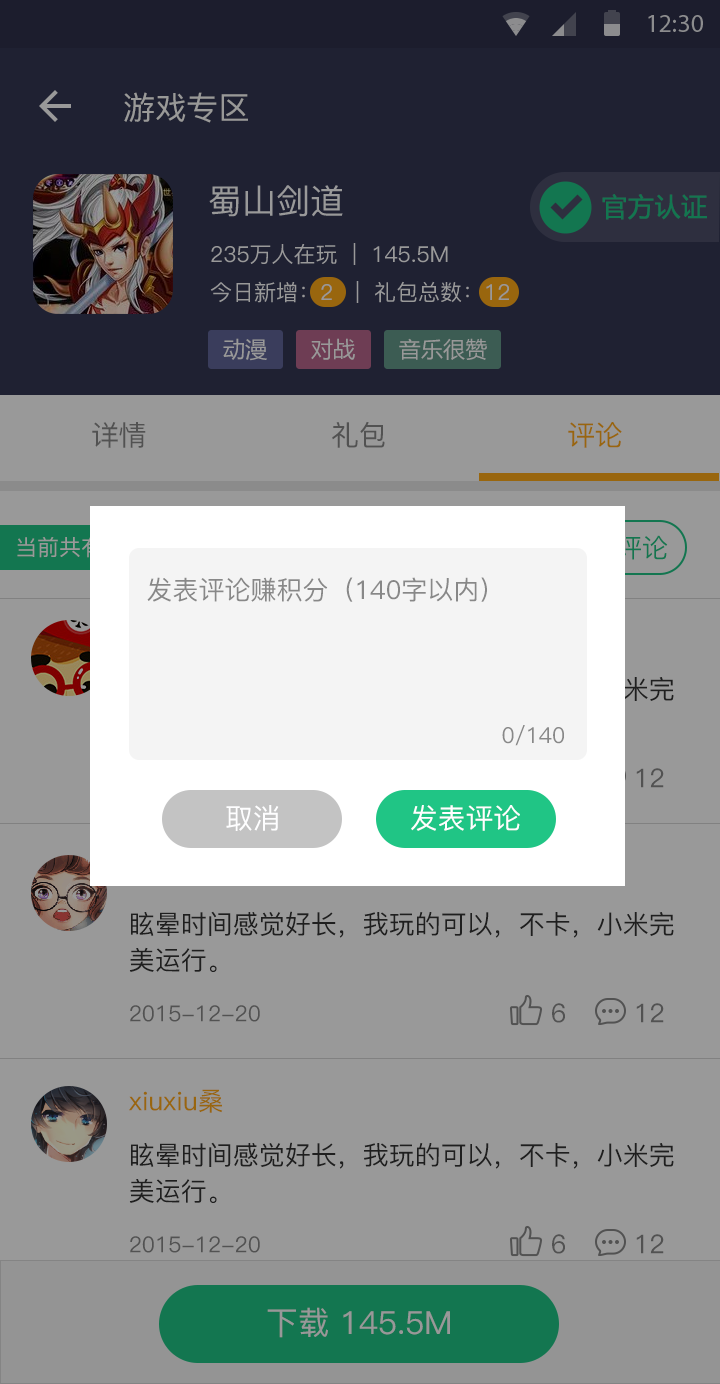 12:30
游戏专区
蜀山剑道
官方认证
235万人在玩 | 145.5M
今日新增: 2 | 礼包总数: 12
动漫 对战 音乐很赞
详情 礼包 评论
当前共 评论
发表评论赚积分（140字以内）
米完
0/140
12
取消 发表评论
眩晕时间感觉好长，我玩的可以，不卡，小米完
美运行。
2015-12-20 6 12
xiuxiu桑
眩晕时间感觉好长，我玩的可以，不卡，小米完
美运行。
2015-12-20 6 12
下载 145.5M